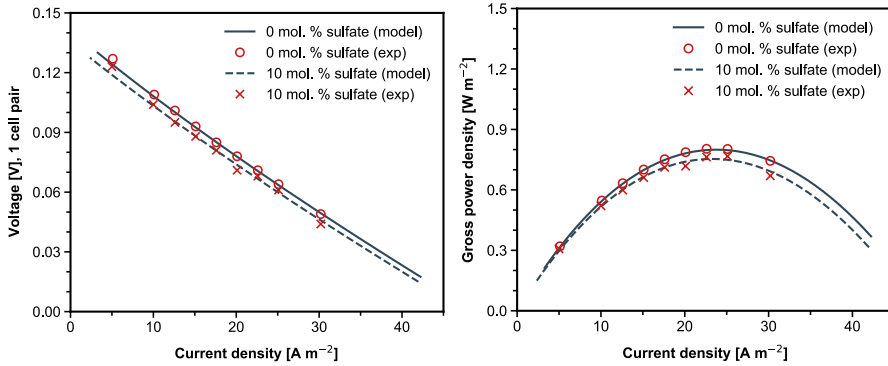 0.15
0.12
0.09
0.06
0.03
0.00
0
10
20
30
40
Voltage [V]. 1 cell pair
Current density [A m−2]
0 mol. % sulfate (model)
0 mol. % sulfate (exp)
10 mol. % sulfate (model)
10 mol. % sulfate (exp)
1.5
1.2
0.9
0.6
0.3
0.0
0
10
20
30
40
Gross power density [W m−2]
Current density [A m−2]
0 mol. % sulfate (model)
0 mol. % sulfate (exp)
10 mol. % sulfate (model)
10 mol. % sulfate (exp)